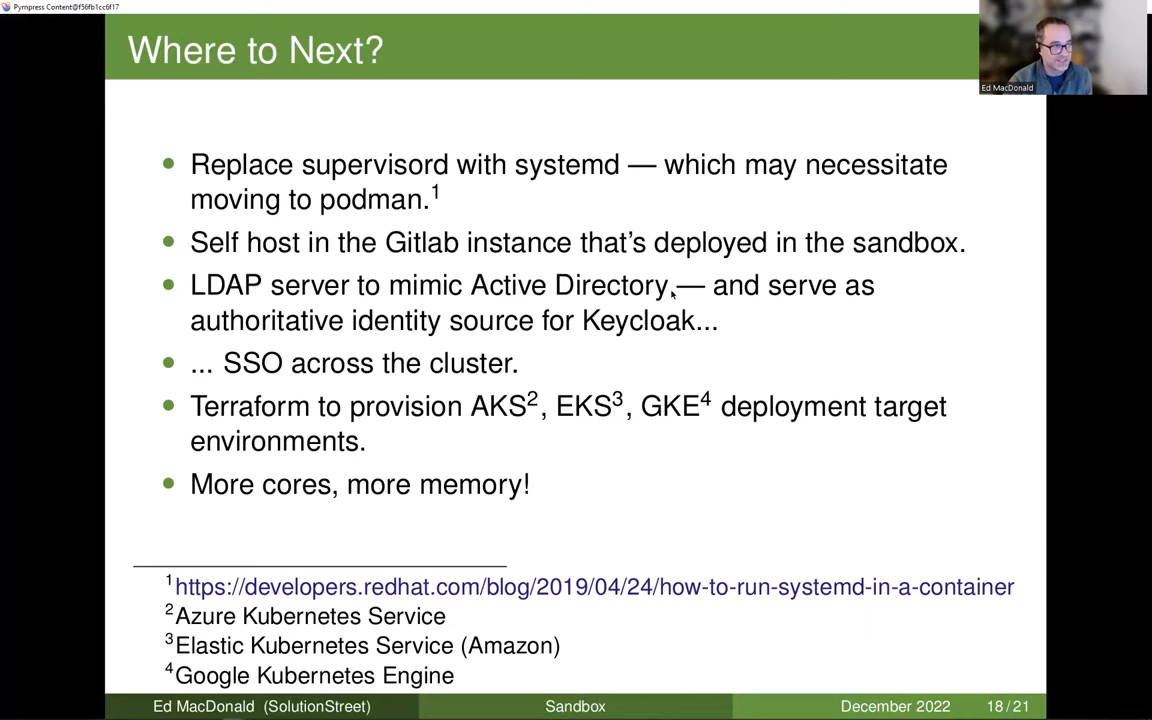 Pympress Content@f56fb1cc6f17
Where to Next?
Ed MacDonald
• Replace supervisord with systemd — which may necessitate
moving to podman.1
• Self host in the Gitlab instance that's deployed in the sandbox.
• LDAP server to mimic Active Directory — and serve as
authoritative identity source for Keycloak...
• ... SSO across the cluster.
• Terraform to provision AKS2, EKS3, GKE4 deployment target
environments.
• More cores, more memory!
1https://developers.redhat.com/blog/2019/04/24/how-to-run-systemd-in-a-container
2Azure Kubernetes Service
3Elastic Kubernetes Service (Amazon)
4Google Kubernetes Engine
Ed MacDonald (SolutionStreet) Sandbox December 2022 18/21